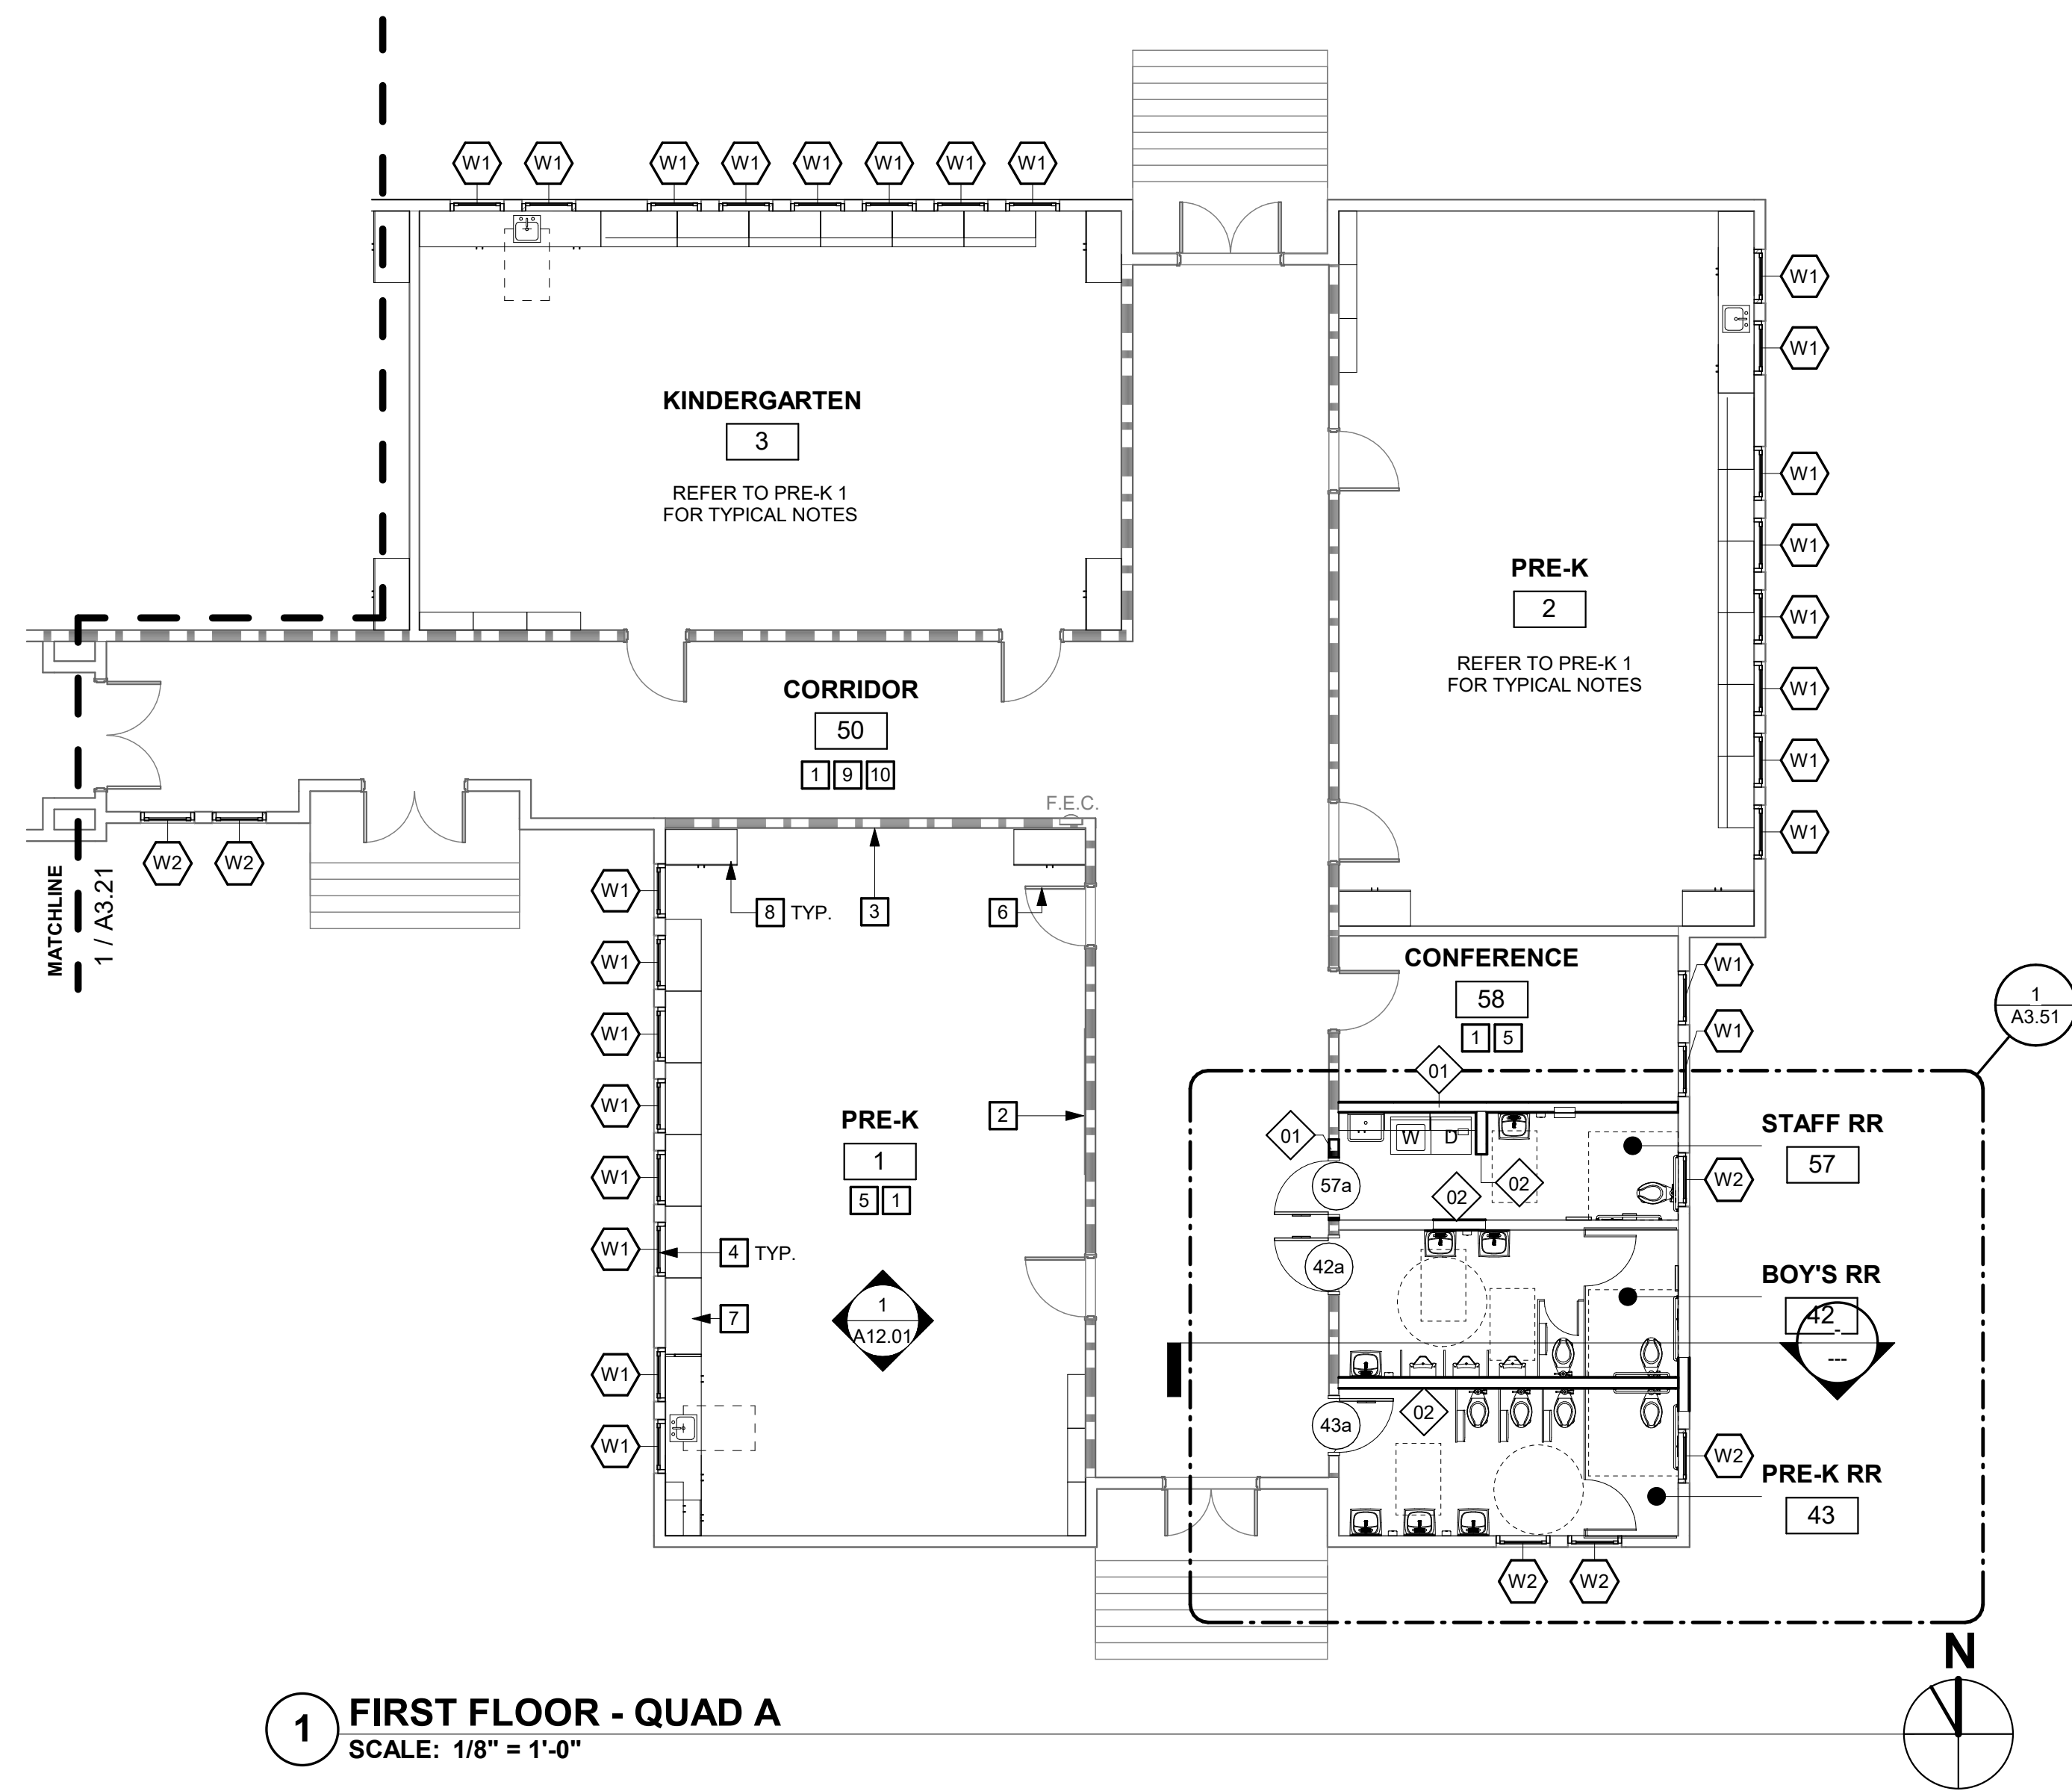 W1 W1 W1 W1 W1 W1 W1 W1
W1
W1
W1
W1
W1
W1
W1
W1
KINDERGARTEN
3
REFER TO PRE-K 1
FOR TYPICAL NOTES
PRE-K
2
REFER TO PRE-K 1
FOR TYPICAL NOTES
CORRIDOR
50
1 9 10
F.E.C.
W2 W2
MATCHLINE
1 / A3.21
W1
W1
W1
W1
W1
W1
W1
W1
8 TYP.
3
6
2
PRE-K
1
5 1
4 TYP.
7
1
A12.01
CONFERENCE
58
1 5
W1
W1
1
A3.51
01
01
W D
02
02
57a
42a
43a
02
STAFF RR
57
W2
BOY'S RR
42
-
---
W2
PRE-K RR
43
W2 W2
N
1
FIRST FLOOR - QUAD A
SCALE: 1/8" = 1'-0"